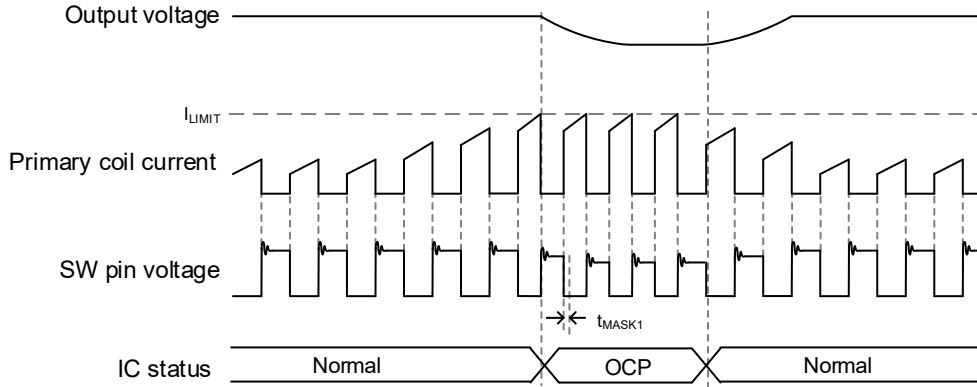 Output voltage
I_LIMIT
Primary coil current
SW pin voltage
t_MASK1
IC status
Normal
OCP
Normal